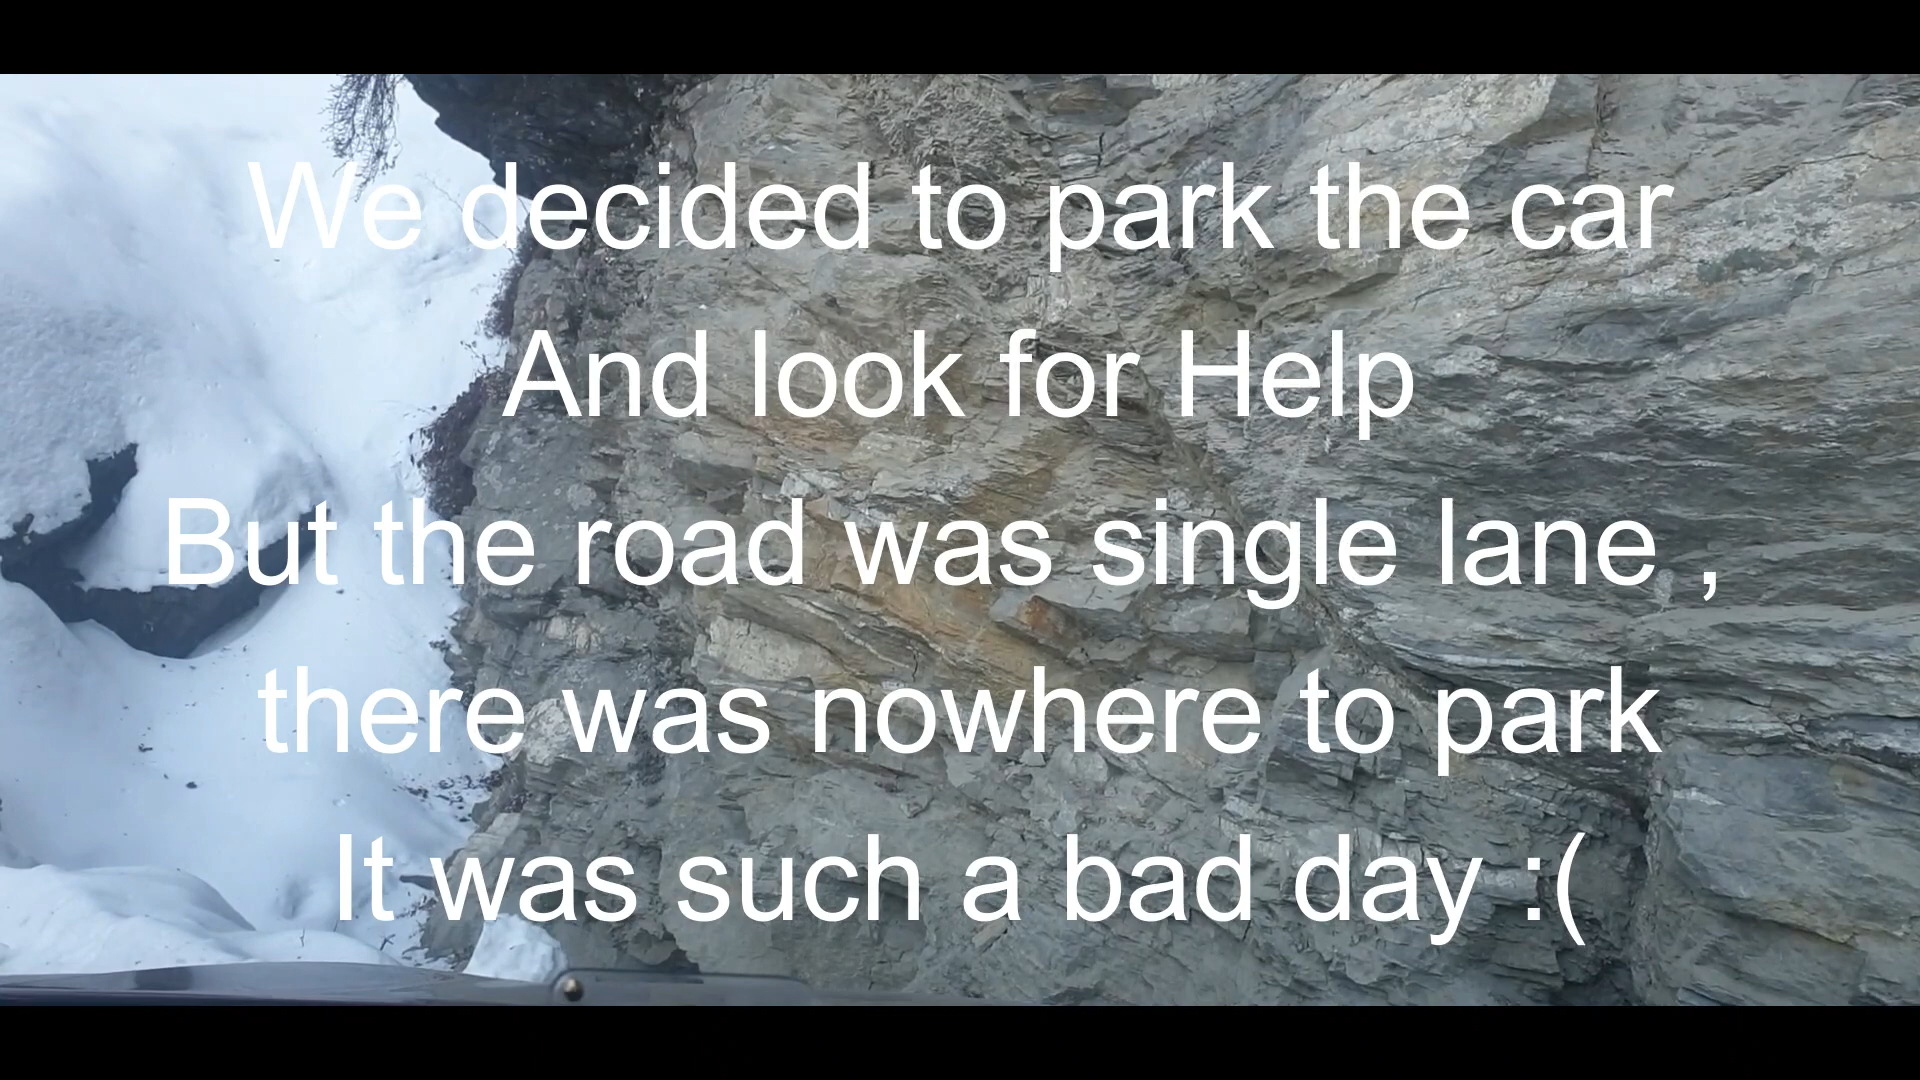 We decided to park the car
And look for Help
But the road was single lane ,
there was nowhere to park
It was such a bad day :(